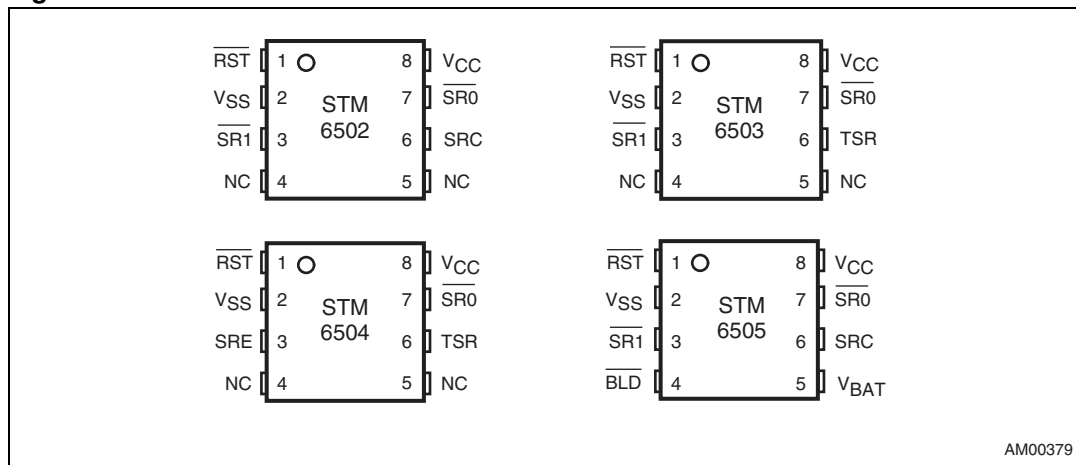 RST 1 8 VCC
VSS 2 STM 7 SR0
SR1 3 6502 6 SRC
NC 4 5 NC
RST 1 8 VCC
VSS 2 STM 7 SR0
SR1 3 6503 6 TSR
NC 4 5 NC
RST 1 8 VCC
VSS 2 STM 7 SR0
SRE 3 6504 6 TSR
NC 4 5 NC
RST 1 8 VCC
VSS 2 STM 7 SR0
SR1 3 6505 6 SRC
BLD 4 5 VBAT
AM00379